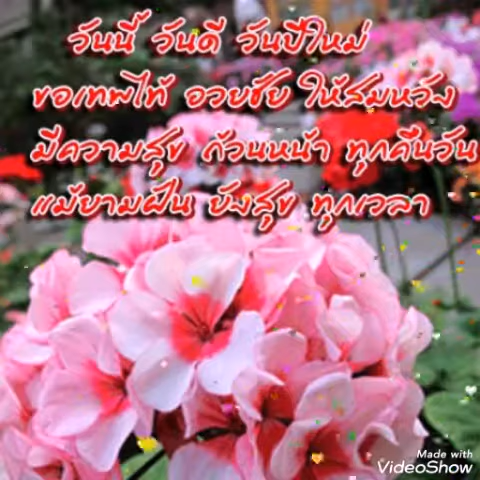 วันนี้ วันดี วันปีใหม่
ขอเทพไท้ อวยชัย ให้สมหวัง
มีความสุข ถ้วนหน้า ทุกคืนวัน
แม้ยามฝัน ยังสุข ทุกเวลา
Made with
VideoShow